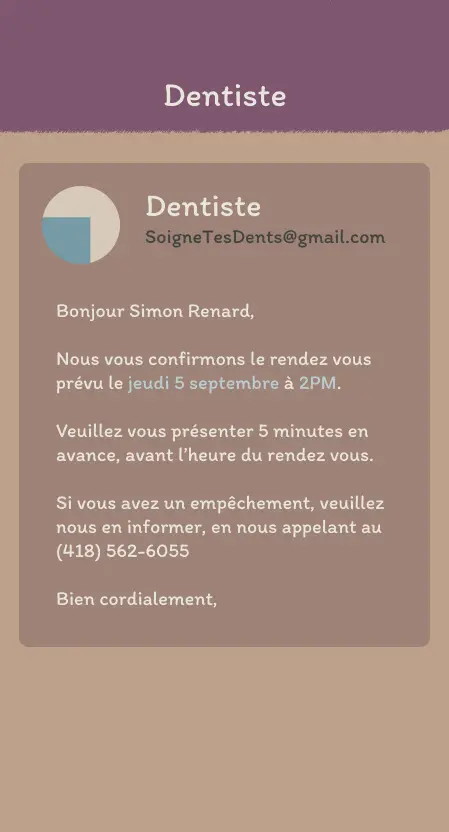 Dentiste
Dentiste
SoigneTesDents@gmail.com
Bonjour Simon Renard,
Nous vous confirmons le rendez vous
prévu le jeudi 5 septembre à 2PM.
Veuillez vous présenter 5 minutes en
avance, avant l'heure du rendez vous.
Si vous avez un empêchement, veuillez
nous en informer, en nous appelant au
(418) 562-6055
Bien cordialement,